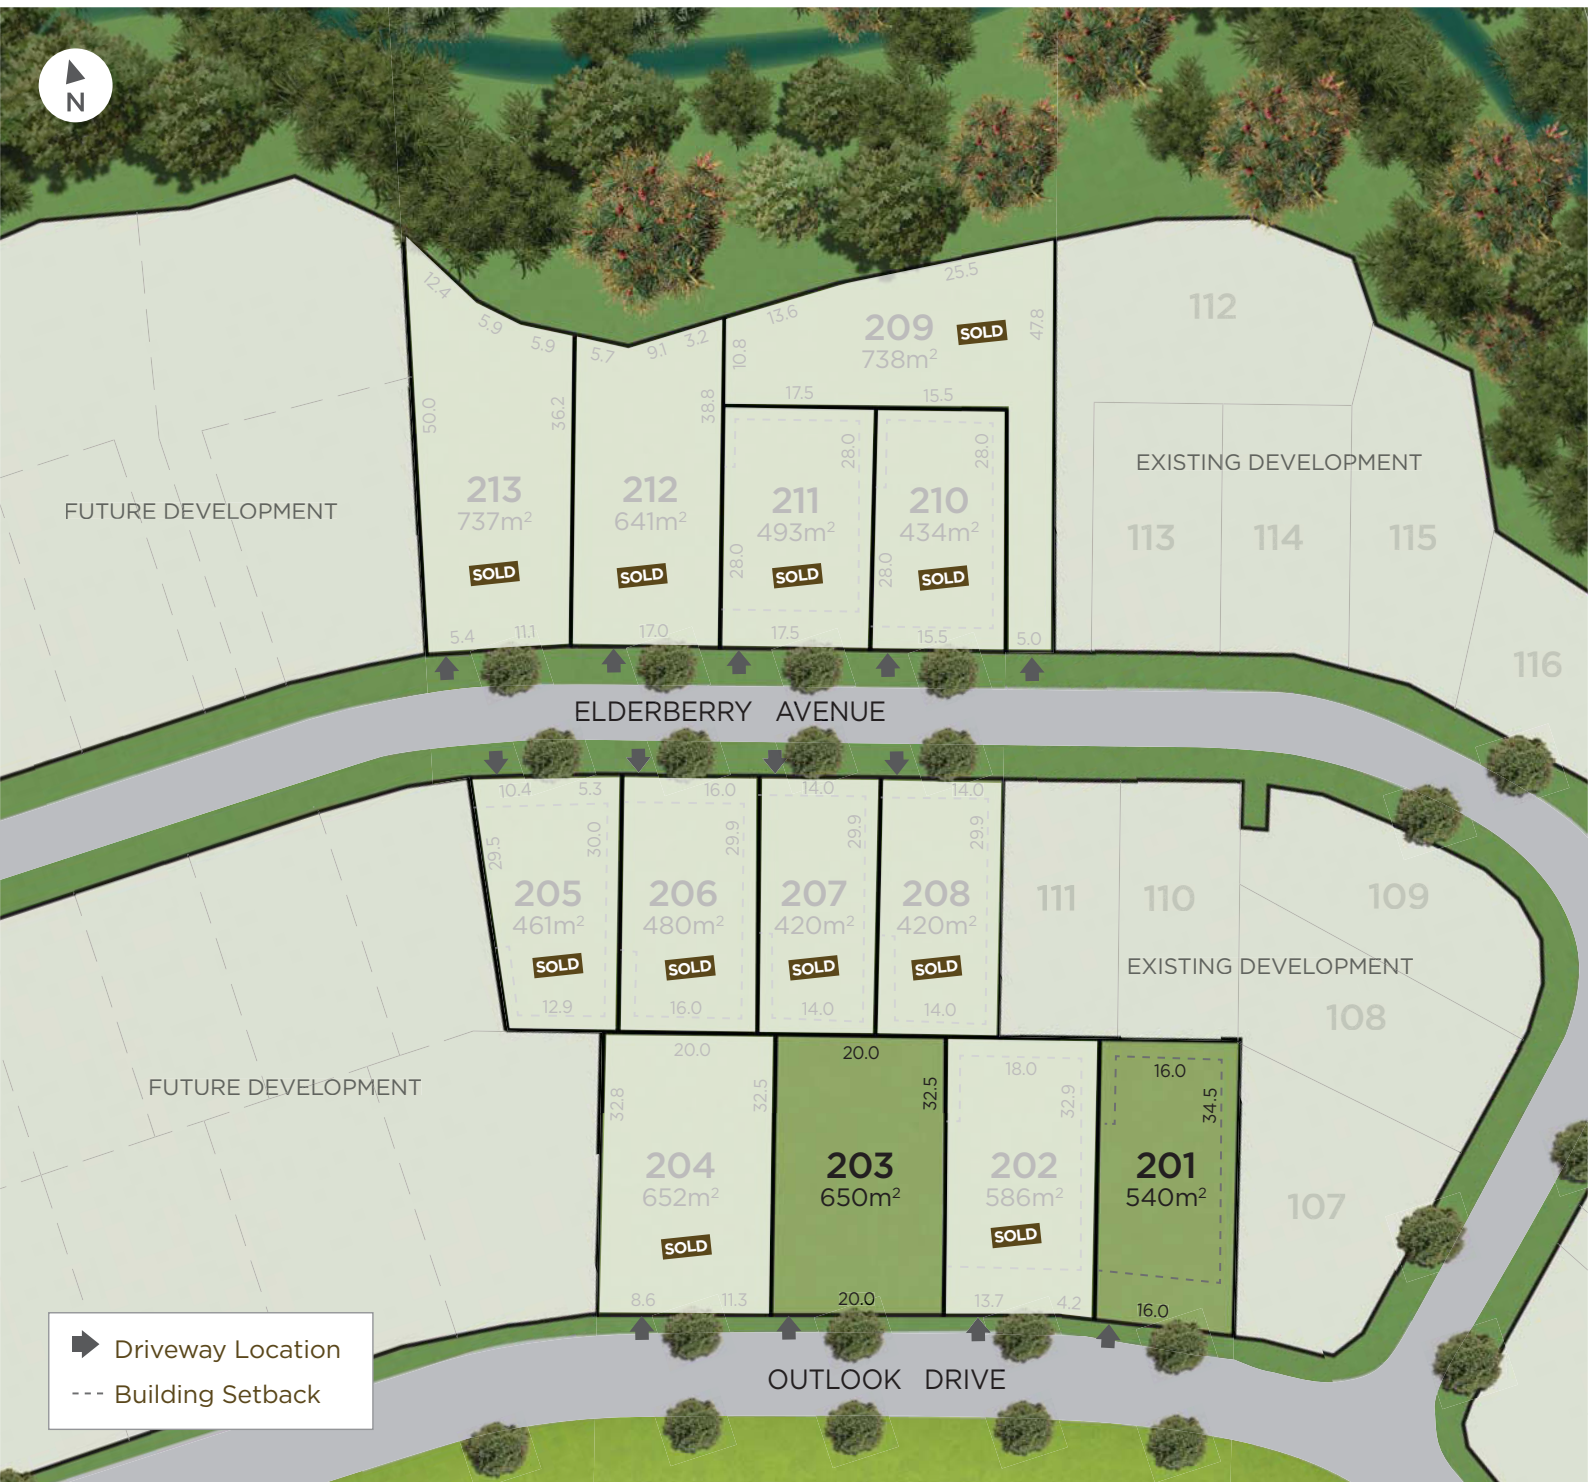 N
112
25.5
12.4
13.6
47.8
5.9
209
SOLD
5.9
5.7
9.1
3.2
10.8
738m²
17.5
15.5
50.0
36.2
38.8
28.0
28.0
EXISTING DEVELOPMENT
213
737m²
SOLD
212
641m²
SOLD
211
493m²
SOLD
210
434m²
SOLD
FUTURE DEVELOPMENT
113
114
115
28.0
28.0
5.4
11.1
17.0
17.5
15.5
5.0
116
ELDERBERRY AVENUE
10.4
5.3
16.0
14.0
14.0
29.5
30.0
29.9
29.9
29.9
205
461m²
SOLD
206
480m²
SOLD
207
420m²
SOLD
208
420m²
SOLD
111
110
109
EXISTING DEVELOPMENT
12.9
16.0
14.0
14.0
108
20.0
20.0
18.0
16.0
32.8
32.5
32.5
32.9
34.5
FUTURE DEVELOPMENT
204
652m²
SOLD
203
650m²
202
586m²
SOLD
201
540m²
107
8.6
11.3
20.0
13.7
4.2
16.0
Driveway Location
Building Setback
OUTLOOK DRIVE